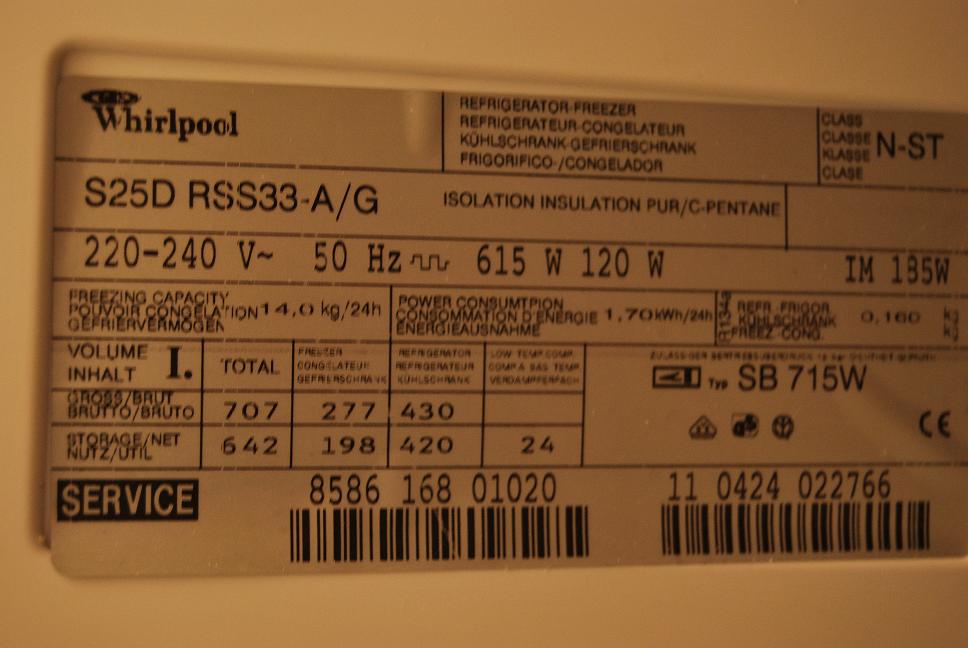 Whirlpool
REFRIGERATOR-FREEZER
REFRIGERATEUR-CONGELATEUR
KÜHLSCHRANK-GEFRIERSCHRANK
FRIGORIFICO-/CONGELADOR
CLASS
CLASSE
KLASSE
CLASE
N-ST
S25D RSS33-A/G
ISOLATION INSULATION PUR/C-PENTANE
220-240 V~ 50 Hz 615 W 120 W
IM 185W
FREEZING CAPACITY
POUVOIR CONGELATION 14,0 kg/24h
GEFRIERVERMÖGEN
POWER CONSUMTPION
CONSOMMATION D'ENERGIE 1,70 kWh/24h
ENERGIEAUSNAHME
R134a
REFR.-FRIGOR.
KÜHLSCHRANK
FREEZ.-CONG.
0,160 kg
kg
VOLUME
INHALT
l.
TOTAL
FREEZER
CONGELATEUR
GEFRIERSCHRANK
REFRIGERATOR
REFRIGERATEUR
KÜHLSCHRANK
LOW TEMP. COMP.
COMP. A BAS TEMP.
VERDAMPFERFACH
GROSS/BRUT
BRUTTO/BRUTO
707 277 430
STORAGE/NET
NUTZ/UTIL
642 198 420 24
Typ SB 715W
CE
SERVICE
8586 168 01020
11 0424 022766